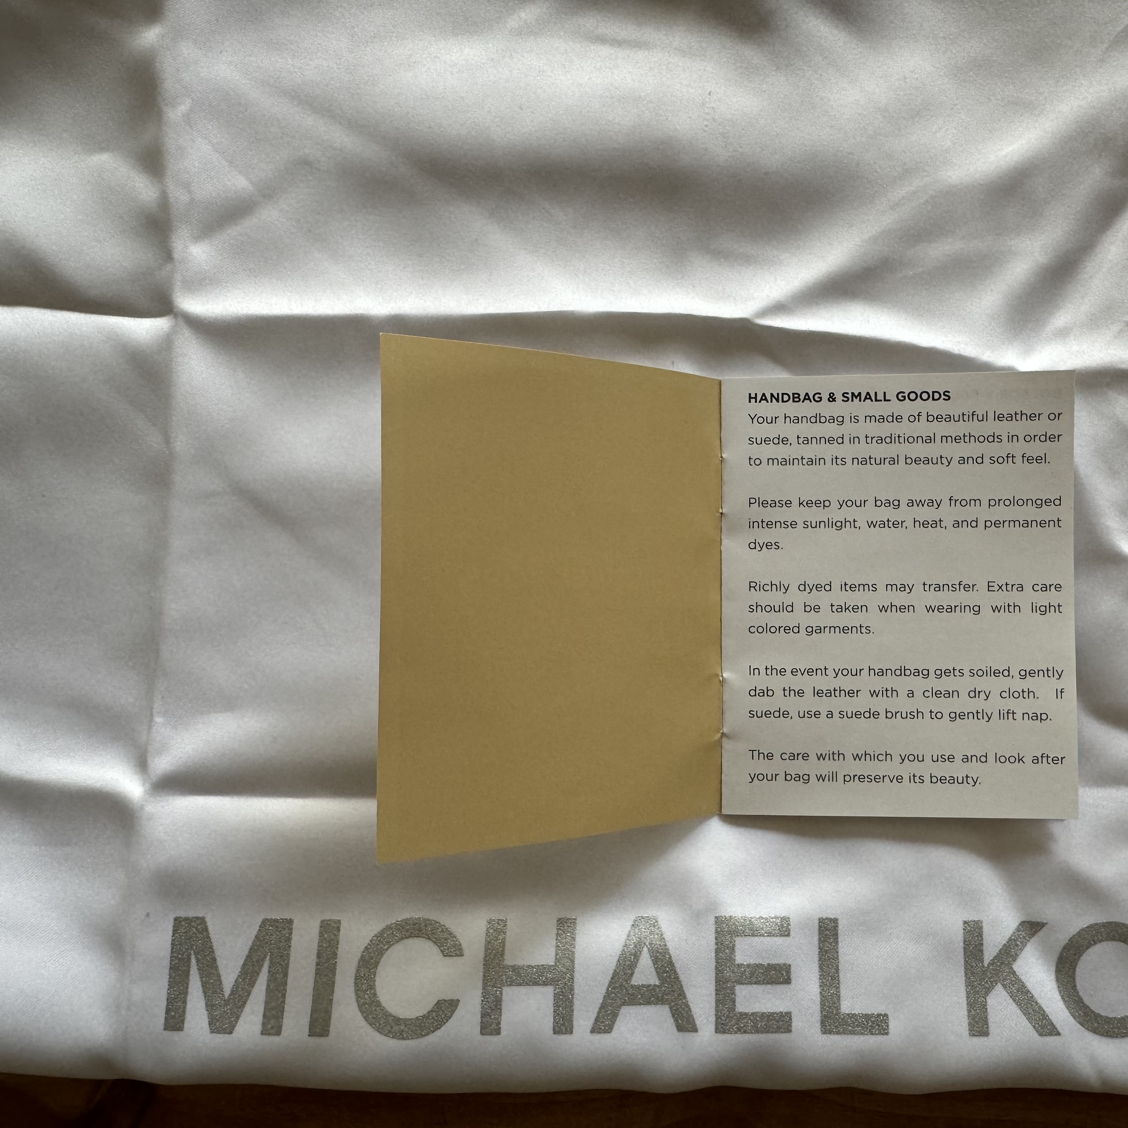 HANDBAG & SMALL GOODS
Your handbag is made of beautiful leather or
suede, tanned in traditional methods in order
to maintain its natural beauty and soft feel.
Please keep your bag away from prolonged
intense sunlight, water, heat, and permanent
dyes.
Richly dyed items may transfer. Extra care
should be taken when wearing with light
colored garments.
In the event your handbag gets soiled, gently
dab the leather with a clean dry cloth. If
suede, use a suede brush to gently lift nap.
The care with which you use and look after
your bag will preserve its beauty.
MICHAEL KO